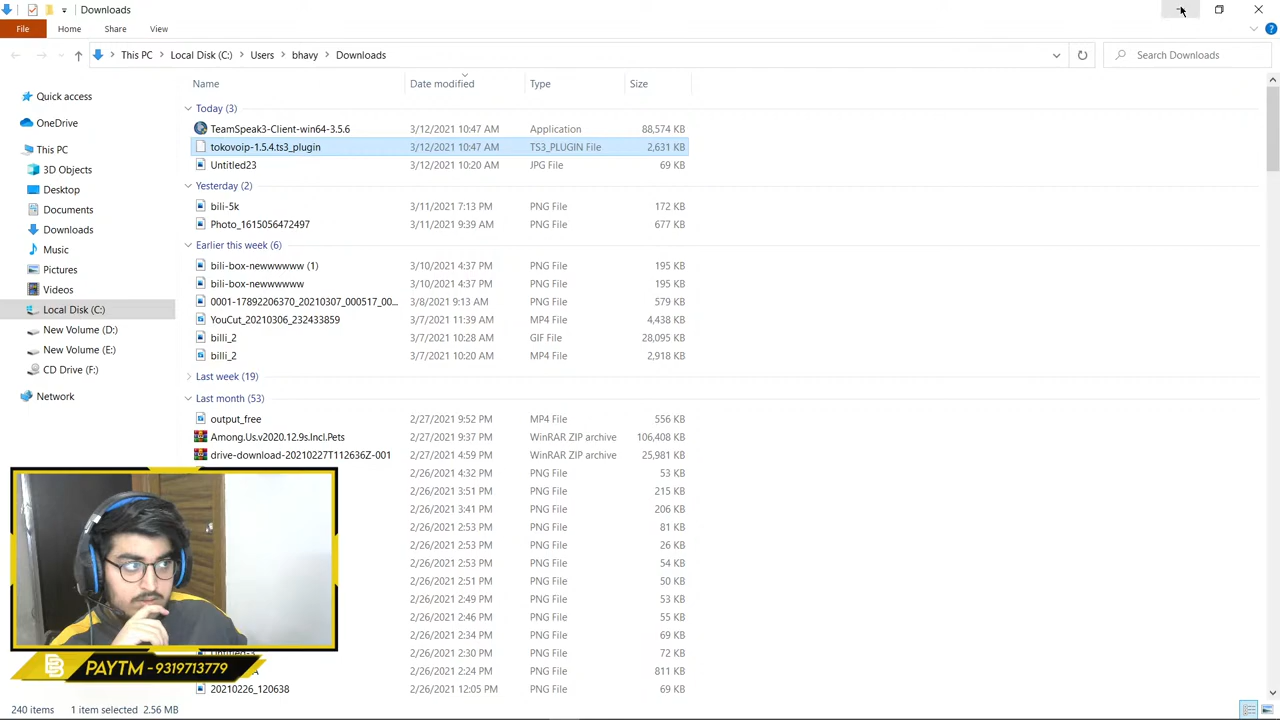 Downloads
File Home Share View
This PC Local Disk (C:) Users bhavy Downloads Search Downloads
Name Date modified Type Size
Quick access
OneDrive
This PC
3D Objects
Desktop
Documents
Downloads
Music
Pictures
Videos
Local Disk (C:)
New Volume (D:)
New Volume (E:)
CD Drive (F:)
Network
Today (3)
TeamSpeak3-Client-win64-3.5.6 3/12/2021 10:47 AM Application 88,574 KB
tokovoip-1.5.4.ts3_plugin 3/12/2021 10:47 AM TS3_PLUGIN File 2,631 KB
Untitled23 3/12/2021 10:20 AM JPG File 69 KB
Yesterday (2)
bili-5k 3/11/2021 7:13 PM PNG File 172 KB
Photo_1615056472497 3/11/2021 9:39 AM PNG File 677 KB
Earlier this week (6)
bili-box-newwwwww (1) 3/10/2021 4:37 PM PNG File 195 KB
bili-box-newwwwww 3/10/2021 4:37 PM PNG File 195 KB
0001-17892206370_20210307_000517_00... 3/8/2021 9:13 AM PNG File 579 KB
YouCut_20210306_232433859 3/7/2021 11:39 AM MP4 File 4,438 KB
billi_2 3/7/2021 10:28 AM GIF File 28,095 KB
billi_2 3/7/2021 10:20 AM MP4 File 2,918 KB
Last week (19)
Last month (53)
output_free 2/27/2021 9:52 PM MP4 File 556 KB
Among.Us.v2020.12.9s.Incl.Pets 2/27/2021 9:37 PM WinRAR ZIP archive 106,408 KB
drive-download-20210227T112636Z-001 2/27/2021 4:59 PM WinRAR ZIP archive 25,981 KB
2/26/2021 4:32 PM PNG File 53 KB
2/26/2021 3:51 PM PNG File 215 KB
2/26/2021 3:41 PM PNG File 206 KB
2/26/2021 2:53 PM PNG File 81 KB
2/26/2021 2:53 PM PNG File 26 KB
2/26/2021 2:53 PM PNG File 54 KB
2/26/2021 2:51 PM PNG File 50 KB
2/26/2021 2:49 PM PNG File 53 KB
2/26/2021 2:46 PM PNG File 55 KB
2/26/2021 2:34 PM PNG File 69 KB
2/26/2021 2:30 PM PNG File 72 KB
2/26/2021 2:24 PM PNG File 811 KB
20210226_120638 2/26/2021 12:05 PM PNG File 69 KB
PAYTM - 9319713779
240 items 1 item selected 2.56 MB